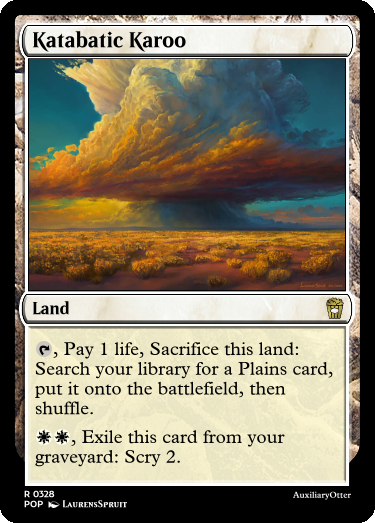 Katabatic Karoo
Land
, Pay 1 life, Sacrifice this land:
Search your library for a Plains card,
put it onto the battlefield, then
shuffle.
, Exile this card from your
graveyard: Scry 2.
R 0328
POP LaurensSpruit
AuxiliaryOtter